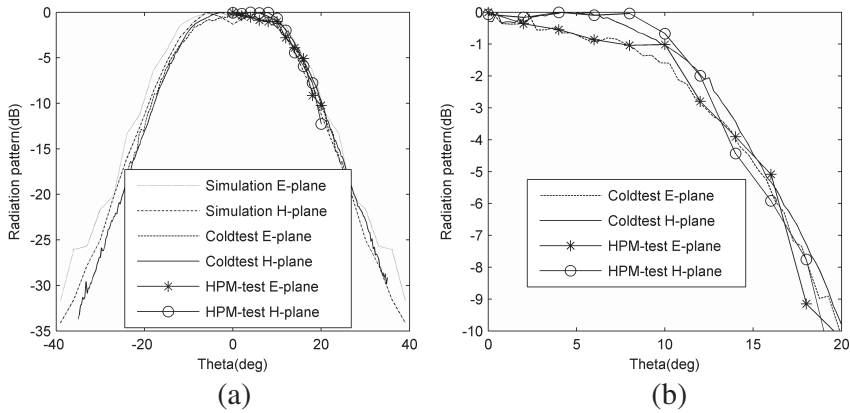 0
-5
-10
-15
-20
-25
-30
-35
-40
-20
0
20
40
Radiation pattern(dB)
Theta(deg)
Simulation E-plane
Simulation H-plane
Coldtest E-plane
Coldtest H-plane
HPM-test E-plane
HPM-test H-plane
(a)
0
-1
-2
-3
-4
-5
-6
-7
-8
-9
-10
0
5
10
15
20
Radiation pattern(dB)
Theta(deg)
Coldtest E-plane
Coldtest H-plane
HPM-test E-plane
HPM-test H-plane
(b)